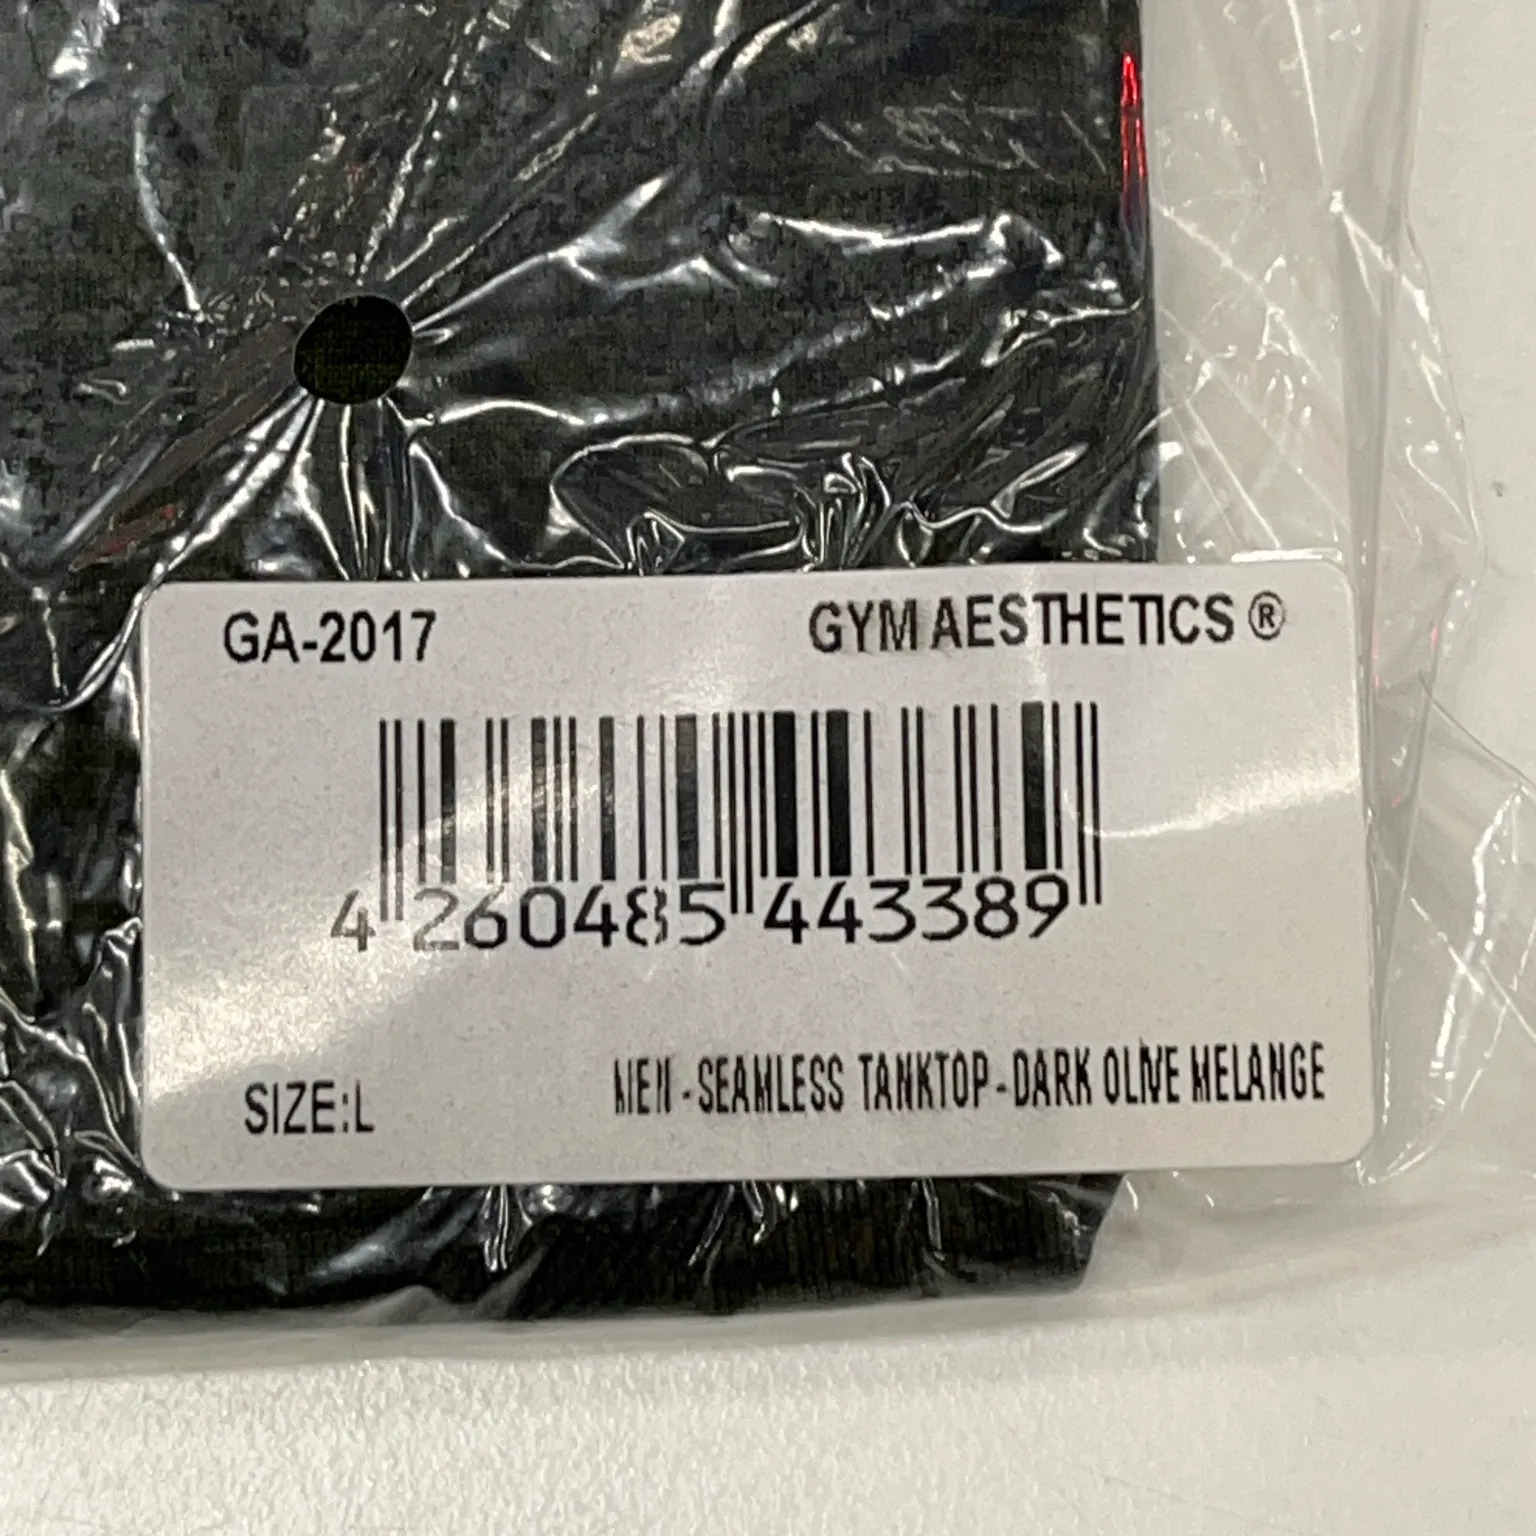 GA-2017 GYM AESTHETICS ®
4 260485 443389
SIZE:L MEN - SEAMLESS TANKTOP - DARK OLIVE MELANGE